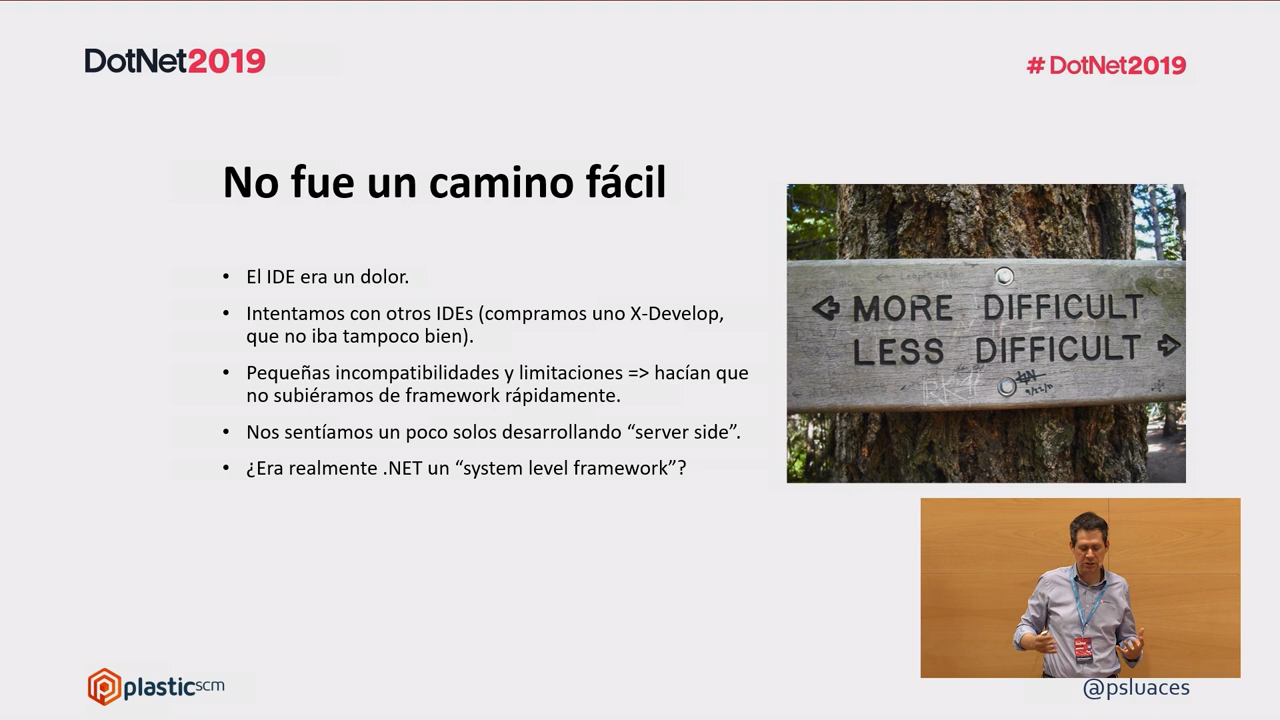 DotNet2019
# DotNet2019
No fue un camino fácil
• El IDE era un dolor.
• Intentamos con otros IDEs (compramos uno X-Develop,
que no iba tampoco bien).
• Pequeñas incompatibilidades y limitaciones => hacían que
no subiéramos de framework rápidamente.
• Nos sentíamos un poco solos desarrollando “server side”.
• ¿Era realmente .NET un “system level framework”?
MORE DIFFICULT
LESS DIFFICULT
plasticscm
@psluaces